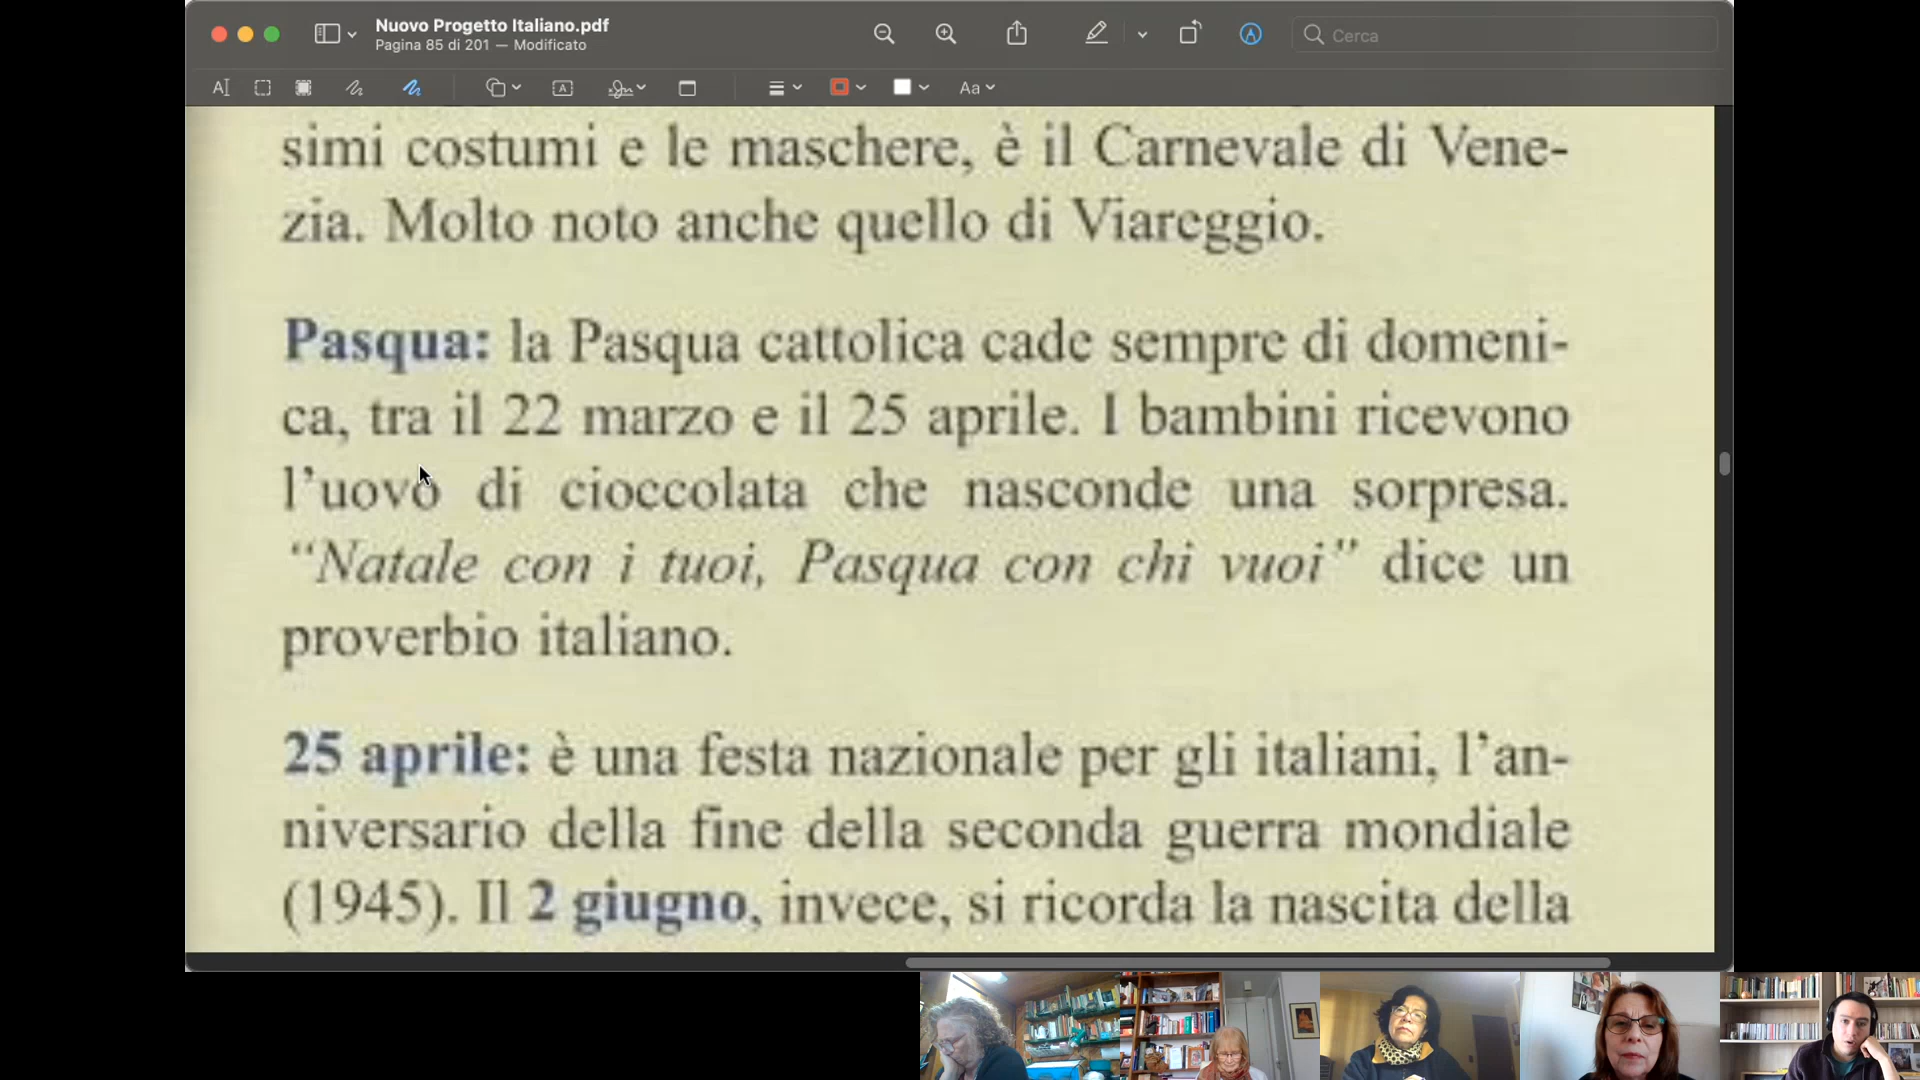 Nuovo Progetto Italiano.pdf
Pagina 85 di 201 — Modificato
Cerca
Aa
simi costumi e le maschere, è il Carnevale di Vene-
zia. Molto noto anche quello di Viareggio.
Pasqua: la Pasqua cattolica cade sempre di domeni-
ca, tra il 22 marzo e il 25 aprile. I bambini ricevono
l'uovo di cioccolata che nasconde una sorpresa.
“Natale con i tuoi, Pasqua con chi vuoi” dice un
proverbio italiano.
25 aprile: è una festa nazionale per gli italiani, l'an-
niversario della fine della seconda guerra mondiale
(1945). Il 2 giugno, invece, si ricorda la nascita della